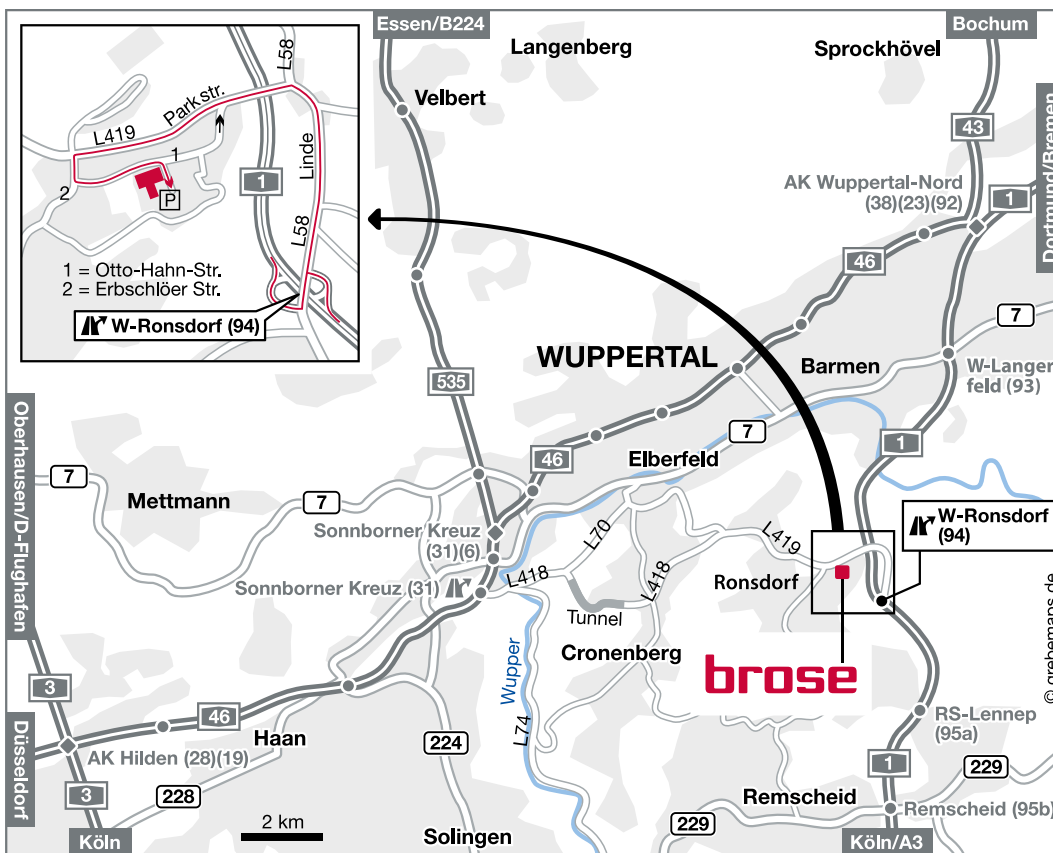 Essen/B224
Bochum
Langenberg
Sprockhövel
Velbert
Dortmund/Bremen
L58
Parkstr.
L419
1
Linde
1
2
P
L58
1 = Otto-Hahn-Str.
2 = Erbschlöer Str.
W-Ronsdorf (94)
43
AK Wuppertal-Nord
(38)(23)(92)
1
46
7
WUPPERTAL
Barmen
W-Langer
feld (93)
535
Oberhausen/D-Flughafen
7
1
46
Elberfeld
7
Mettmann
7
Sonnborner Kreuz
(31)(6)
L70
L419
W-Ronsdorf
(94)
Sonnborner Kreuz (31)
L418
L418
Ronsdorf
Tunnel
© grebemaps.de
Wupper
Cronenberg
brose
3
46
L74
RS-Lennep
(95a)
Düsseldorf
Haan
224
AK Hilden (28)(19)
1
229
3
228
Remscheid
Remscheid (95b)
2 km
229
Köln
Solingen
Köln/A3